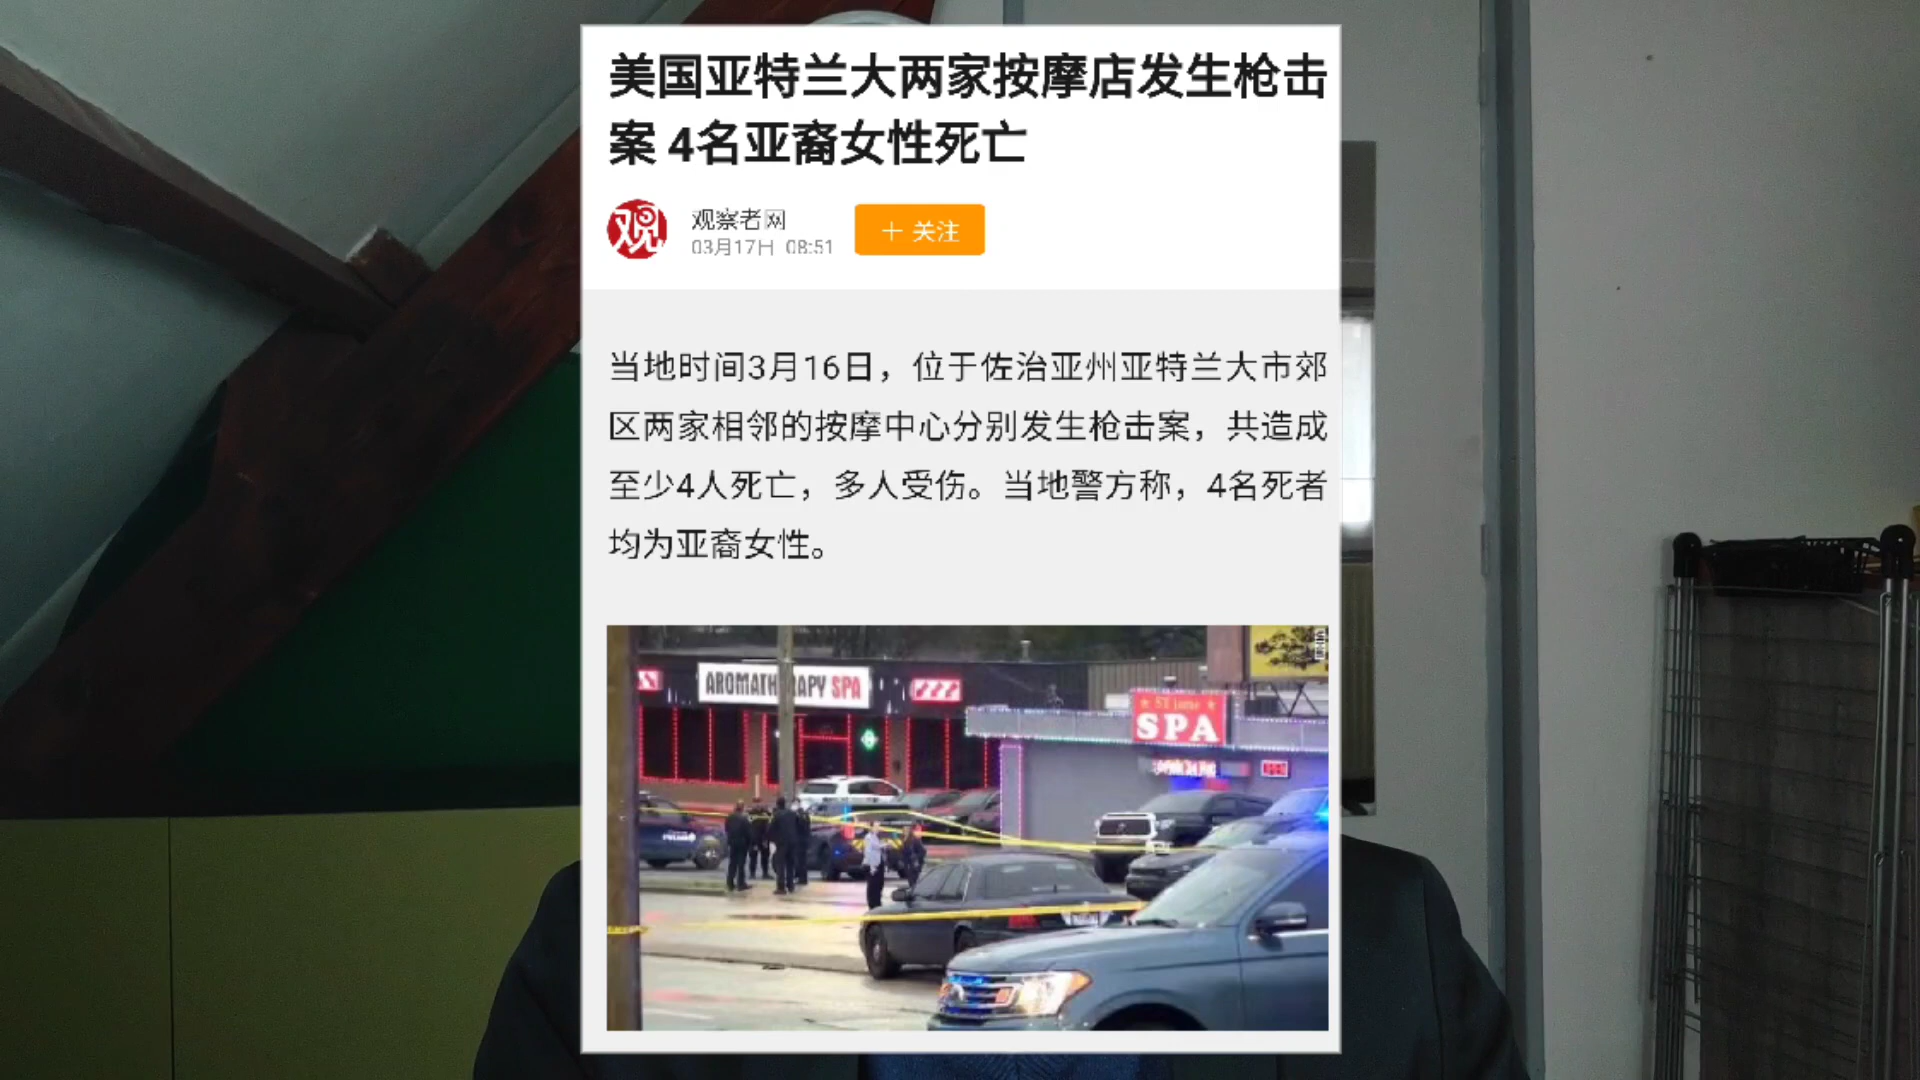 美国亚特兰大两家按摩店发生枪击
案 4名亚裔女性死亡
观
观察者网
03月17日 08:51
+ 关注
当地时间3月16日，位于佐治亚州亚特兰大市郊
区两家相邻的按摩中心分别发生枪击案，共造成
至少4人死亡，多人受伤。当地警方称，4名死者
均为亚裔女性。
AROMATHERAPY SPA
SPA